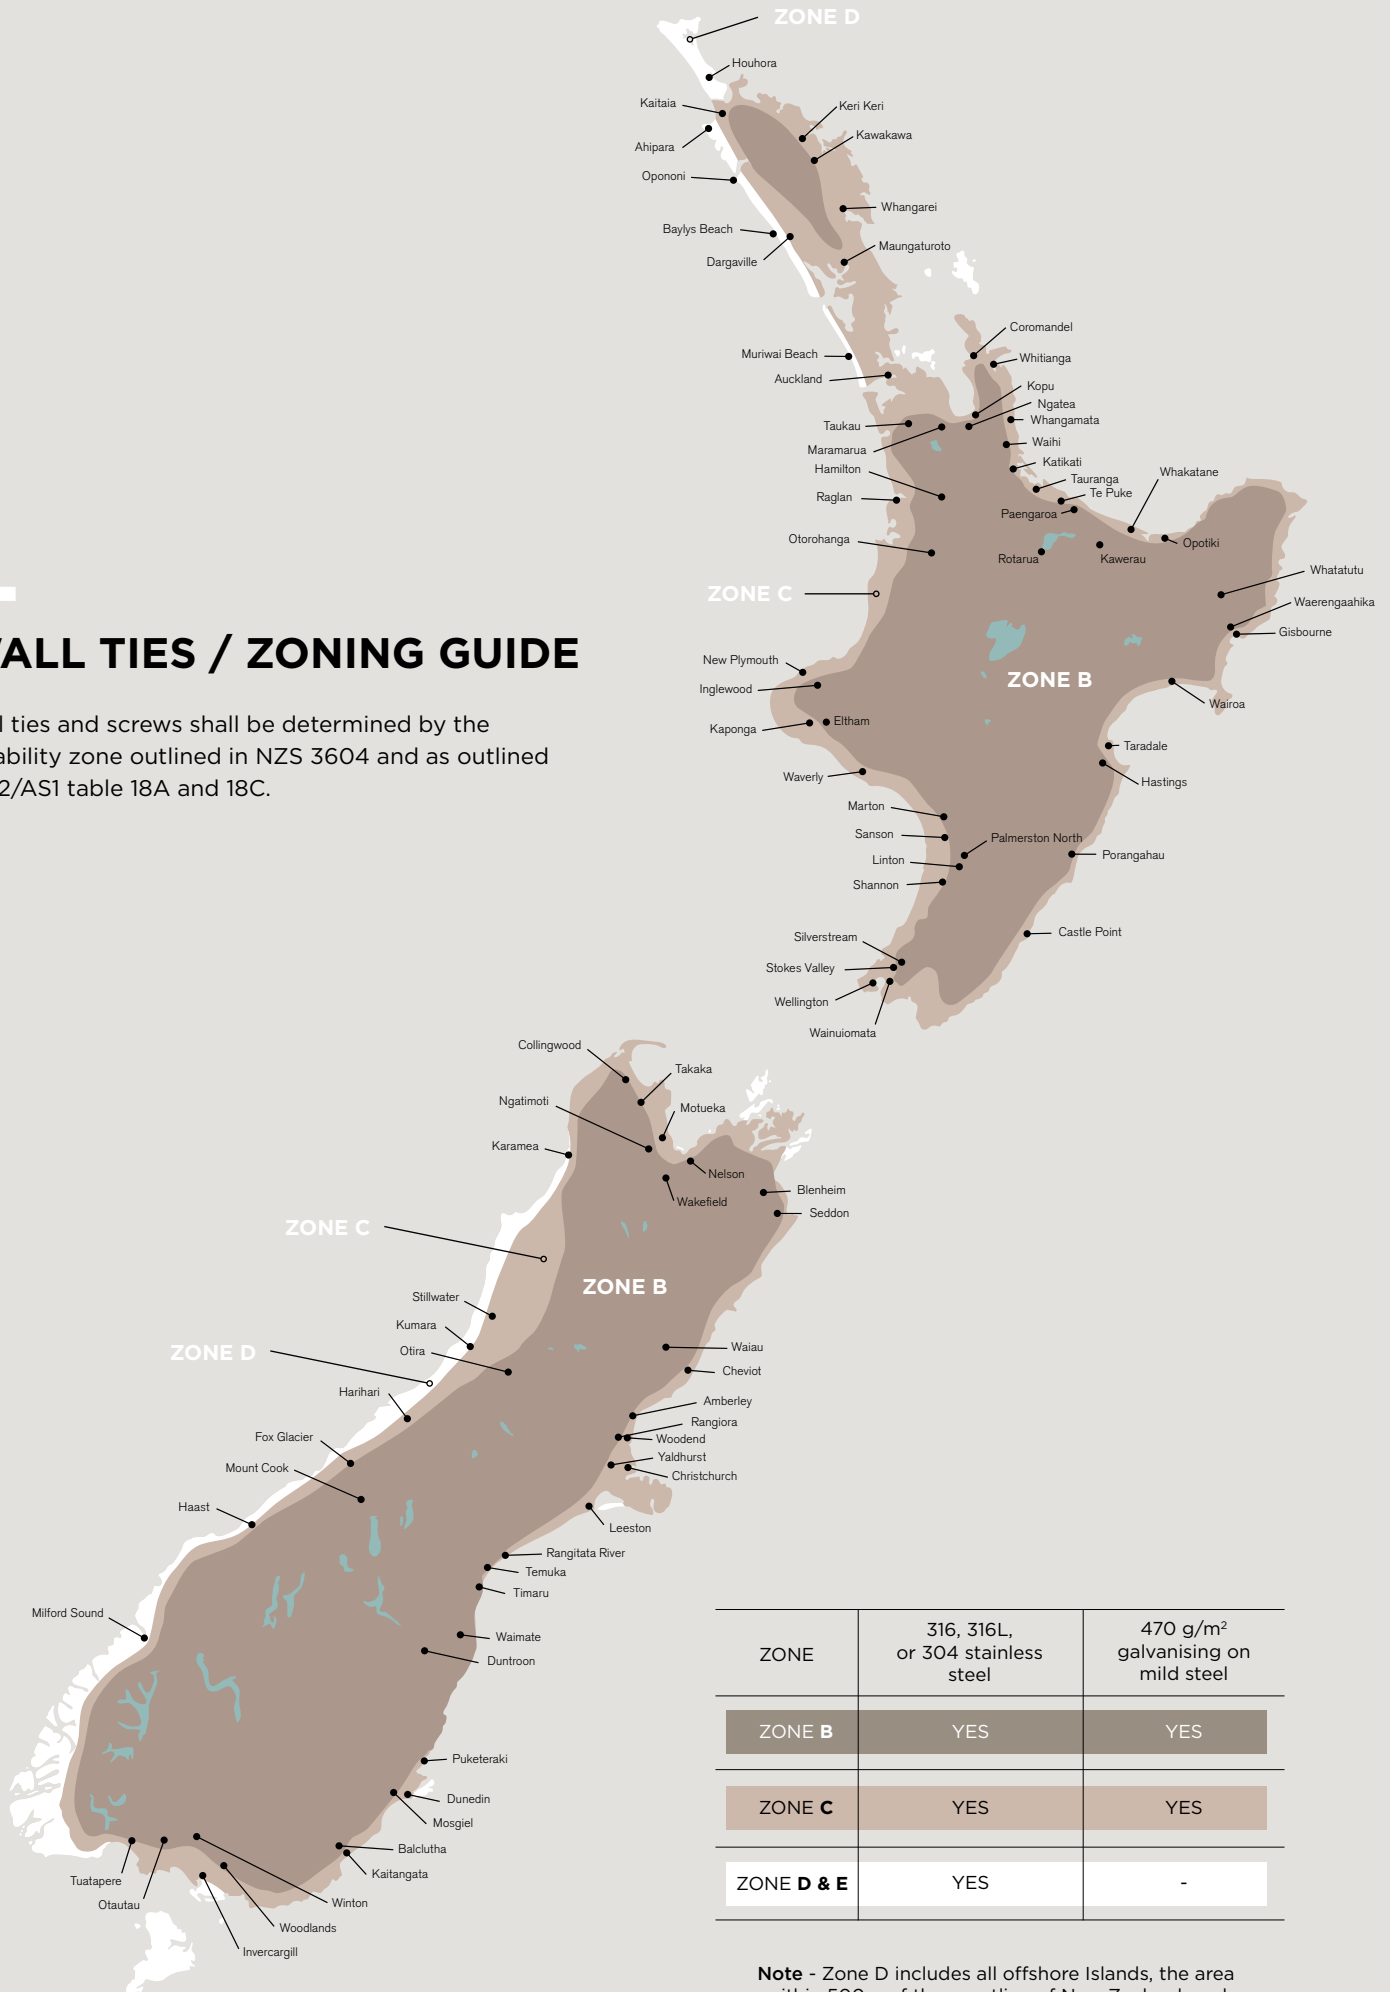 ZONE D
Houhora
Kaitaia
Keri Keri
Kawakawa
Ahipara
Opononi
Whangarei
Baylys Beach
Maungaturoto
Dargaville
Coromandel
Muriwai Beach
Whitianga
Auckland
Kopu
Ngatea
Taukau
Whangamata
Waihi
Maramarua
Hamilton
Katikati
Whakatane
Tauranga
Raglan
Te Puke
Paengaroa
Otorohanga
Opotiki
Rotarua
Kawerau
Whatatutu
ZONE C
Waerengaahika
Gisbourne
ALL TIES / ZONING GUIDE
New Plymouth
ZONE B
Inglewood
Wairoa
l ties and screws shall be determined by the
Kaponga
Eltham
ability zone outlined in NZS 3604 and as outlined
Taradale
Waverly
Hastings
2/AS1 table 18A and 18C.
Marton
Sanson
Palmerston North
Linton
Porangahau
Shannon
Silverstream
Castle Point
Stokes Valley
Wellington
Wainuiomata
Collingwood
Takaka
Ngatimoti
Motueka
Karamea
Nelson
Blenheim
Wakefield
Seddon
ZONE C
ZONE B
Stillwater
Kumara
Otira
Waiau
ZONE D
Cheviot
Harihari
Amberley
Rangiora
Fox Glacier
Woodend
Yaldhurst
Mount Cook
Christchurch
Haast
Leeston
Rangitata River
Temuka
Timaru
Milford Sound
Waimate
Duntroon
Puketeraki
Dunedin
Mosgiel
Balclutha
Kaitangata
Tuatapere
Otautau
Winton
Woodlands
Invercargill
ZONE
316, 316L,
or 304 stainless
steel
470 g/m²
galvanising on
mild steel
ZONE B YES YES
ZONE C YES YES
ZONE D & E YES -
Note - Zone D includes all offshore Islands, the area